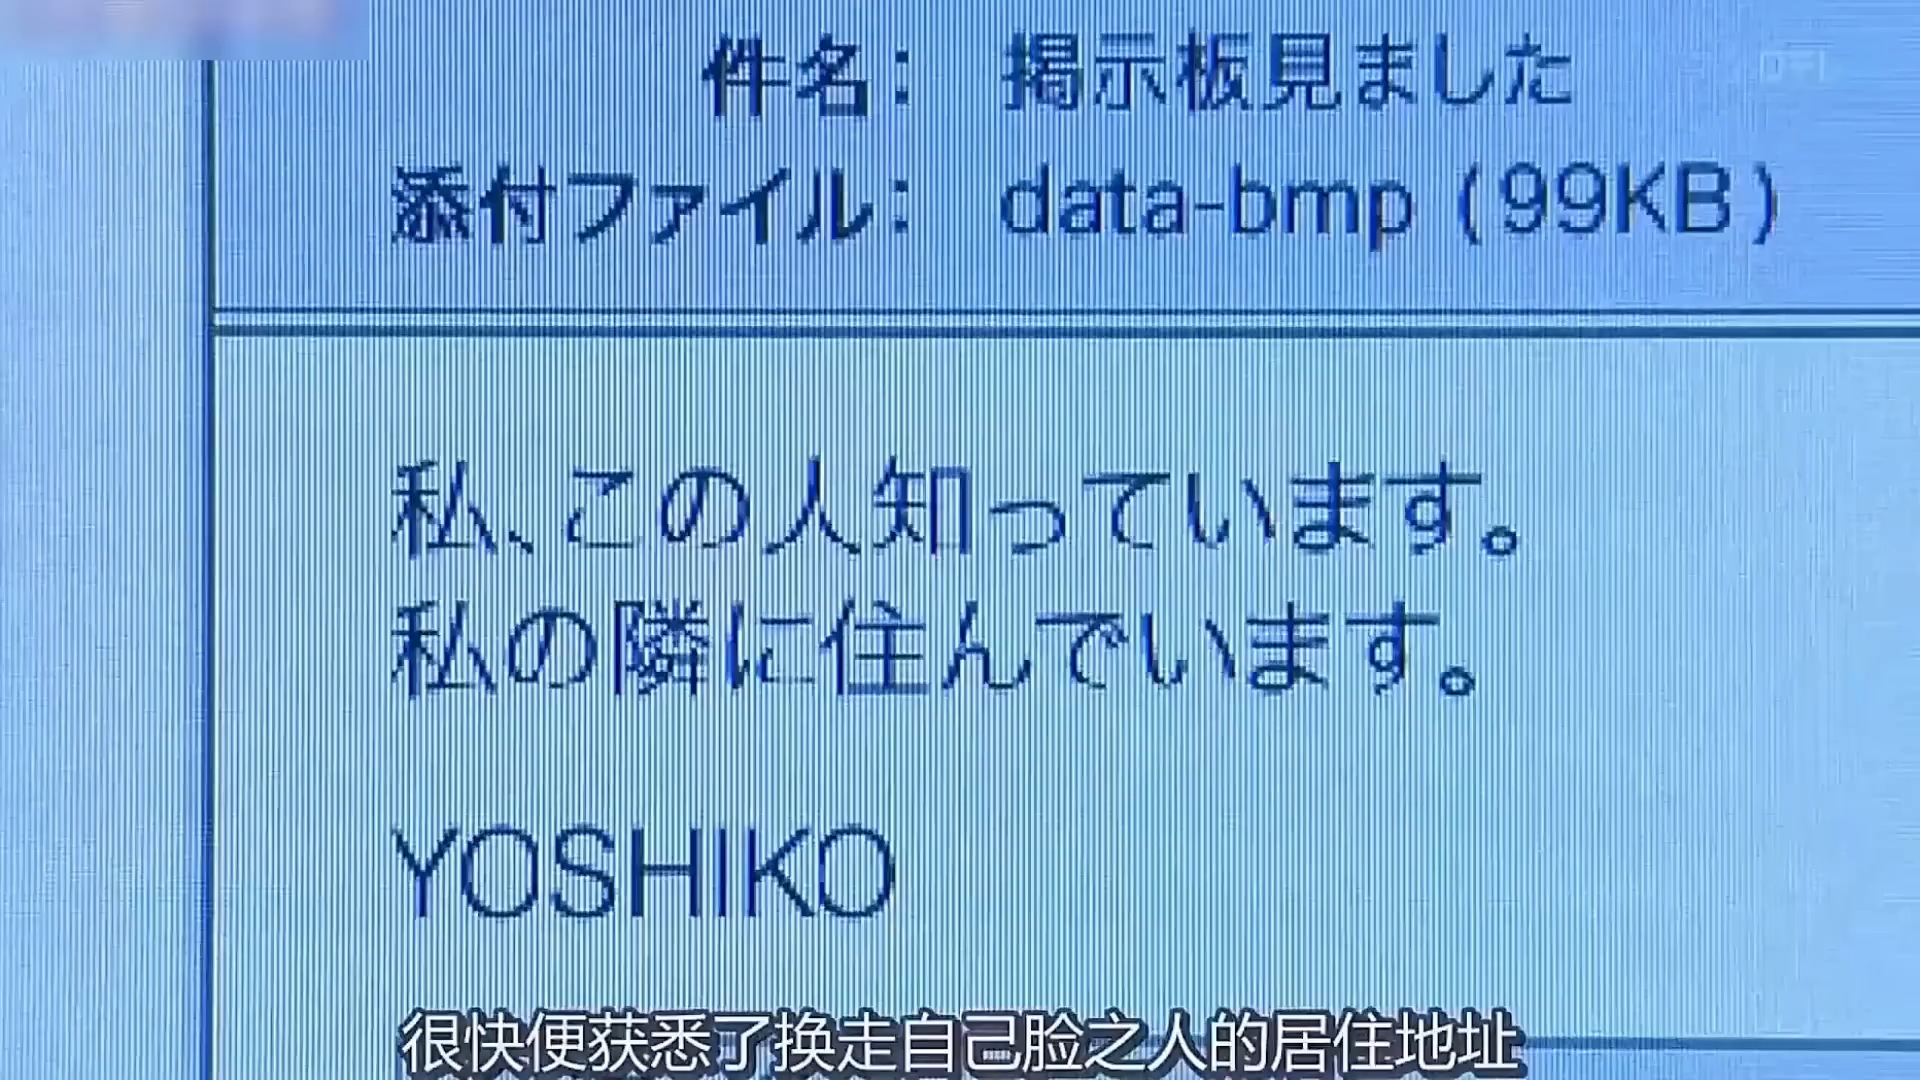 件名： 掲示板見ました
添付ファイル： data-bmp (99KB)
私、この人知っています。
私の隣に住んでいます。
YOSHIKO
很快便获悉了换走自己脸之人的居住地址